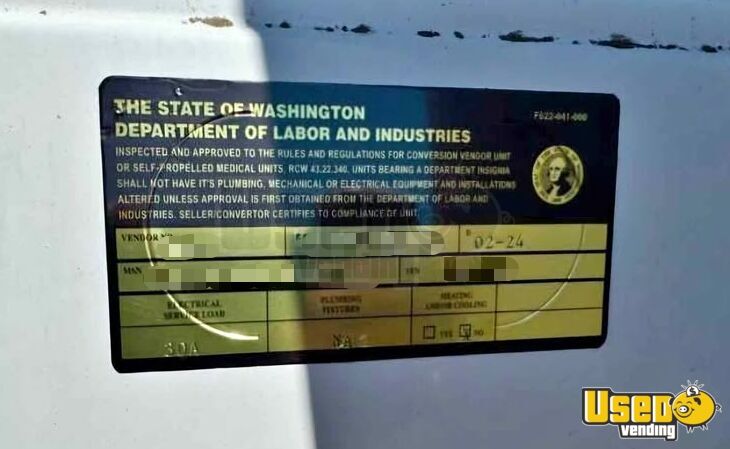 THE STATE OF WASHINGTON
F622-041-000
DEPARTMENT OF LABOR AND INDUSTRIES
INSPECTED AND APPROVED TO THE RULES AND REGULATIONS FOR CONVERSION VENDOR UNIT
OR SELF-PROPELLED MEDICAL UNITS, RCW 43.22.340. UNITS BEARING A DEPARTMENT INSIGNIA
SHALL NOT HAVE IT'S PLUMBING, MECHANICAL OR ELECTRICAL EQUIPMENT AND INSTALLATIONS
ALTERED UNLESS APPROVAL IS FIRST OBTAINED FROM THE DEPARTMENT OF LABOR AND
INDUSTRIES. SELLER/CONVERTOR CERTIFIES TO COMPLIANCE OF UNIT.
VENDOR
02-24
MSN
ELECTRICAL PLUMBING HEATING
SERVICE LOAD FIXTURES AND/OR COOLING
30A NA YES NO
USED
vending